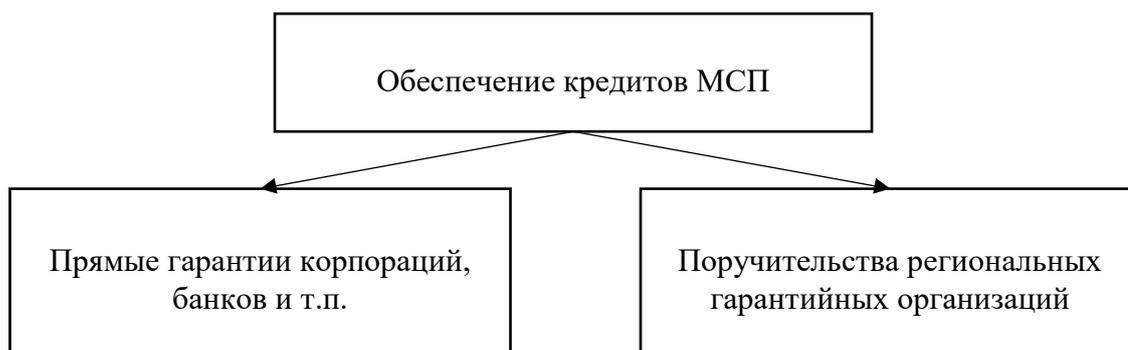 Обеспечение кредитов МСП
Прямые гарантии корпораций,
банков и т.п.
Поручительства региональных
гарантийных организаций